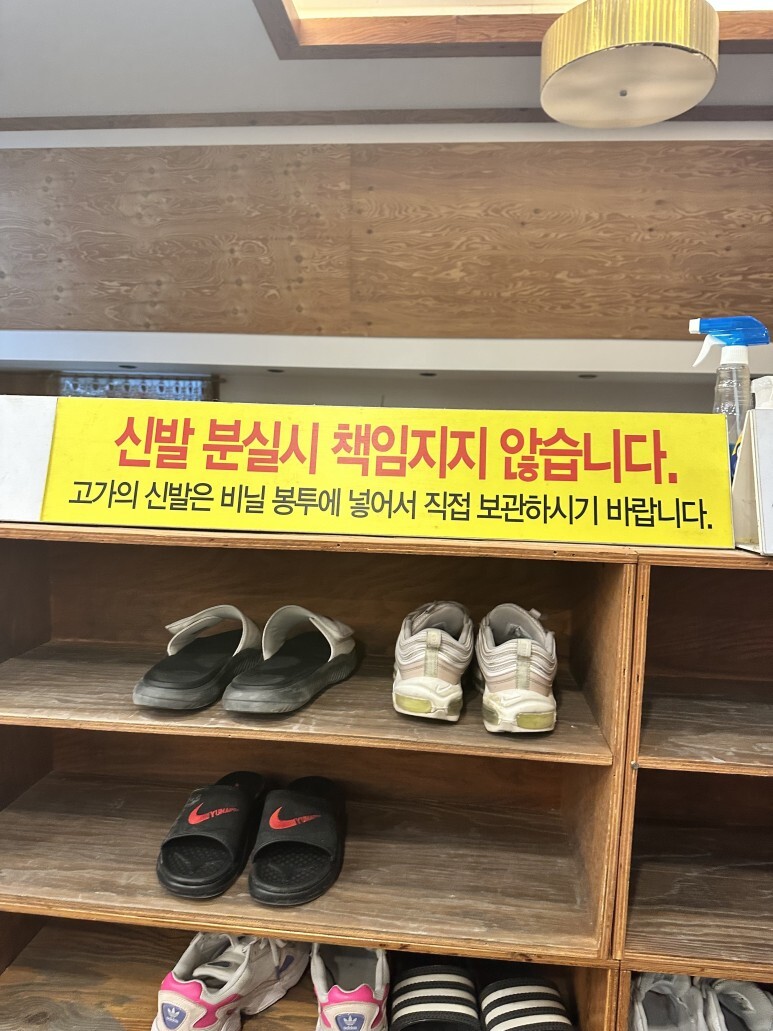 신발 분실시 책임지지 않습니다.
고가의 신발은 비닐 봉투에 넣어서 직접 보관하시기 바랍니다.